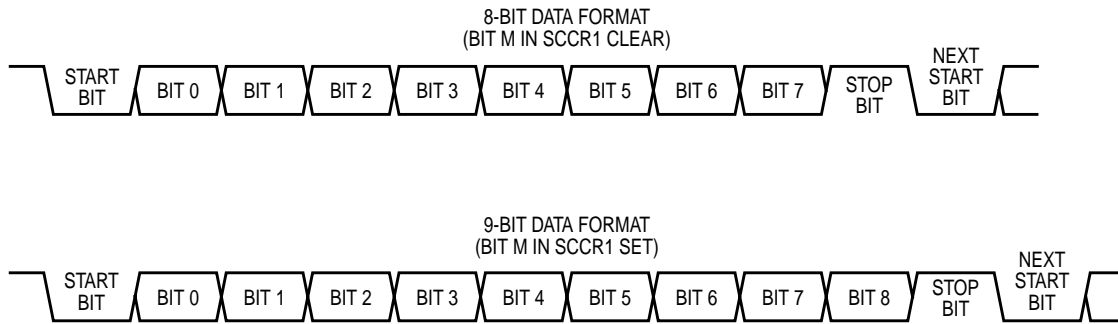 8-BIT DATA FORMAT
(BIT M IN SCCR1 CLEAR)
START
BIT
BIT 0
BIT 1
BIT 2
BIT 3
BIT 4
BIT 5
BIT 6
BIT 7
STOP
BIT
NEXT
START
BIT
9-BIT DATA FORMAT
(BIT M IN SCCR1 SET)
START
BIT
BIT 0
BIT 1
BIT 2
BIT 3
BIT 4
BIT 5
BIT 6
BIT 7
BIT 8
STOP
BIT
NEXT
START
BIT